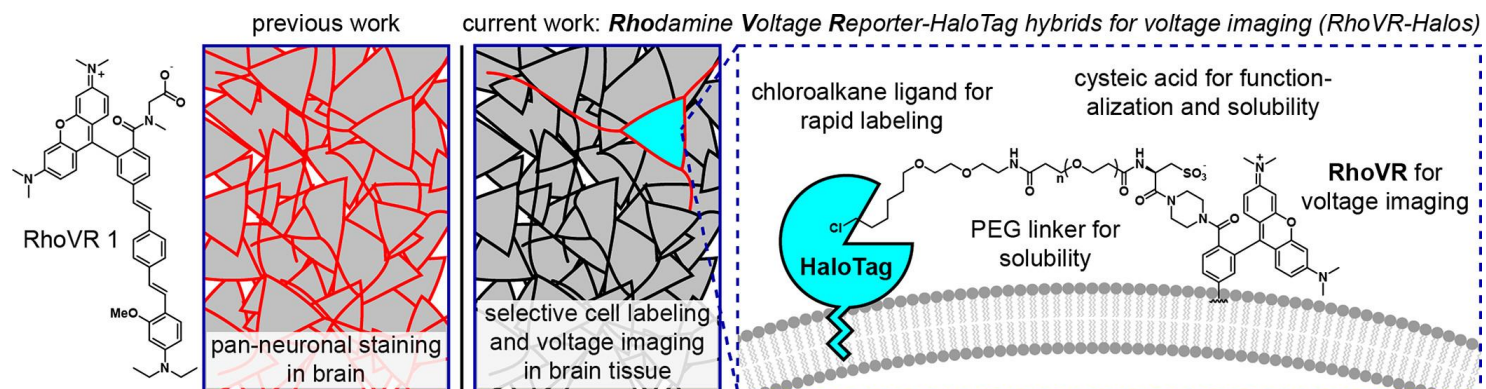 previous work
current work: Rhodamine Voltage Reporter-HaloTag hybrids for voltage imaging (RhoVR-Halos)
N
+
O
-
O
O
N
O
N
RhoVR 1
MeO
N
pan-neuronal staining
in brain
selective cell labeling
and voltage imaging
in brain tissue
chloroalkane ligand for
rapid labeling
cysteic acid for function-
alization and solubility
O
O
H
N
O
n
O
O
H
N
SO3-
O
N
N
O
N
+
O
N
Cl
HaloTag
PEG linker for
solubility
RhoVR for
voltage imaging